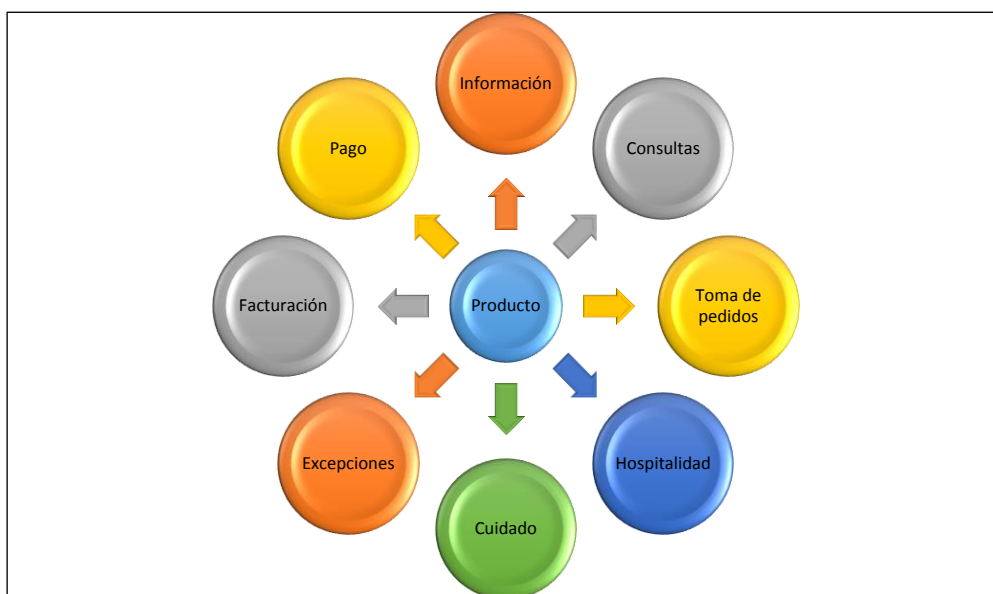 Información
Pago
Consultas
Facturación
Producto
Toma de
pedidos
Excepciones
Hospitalidad
Cuidado